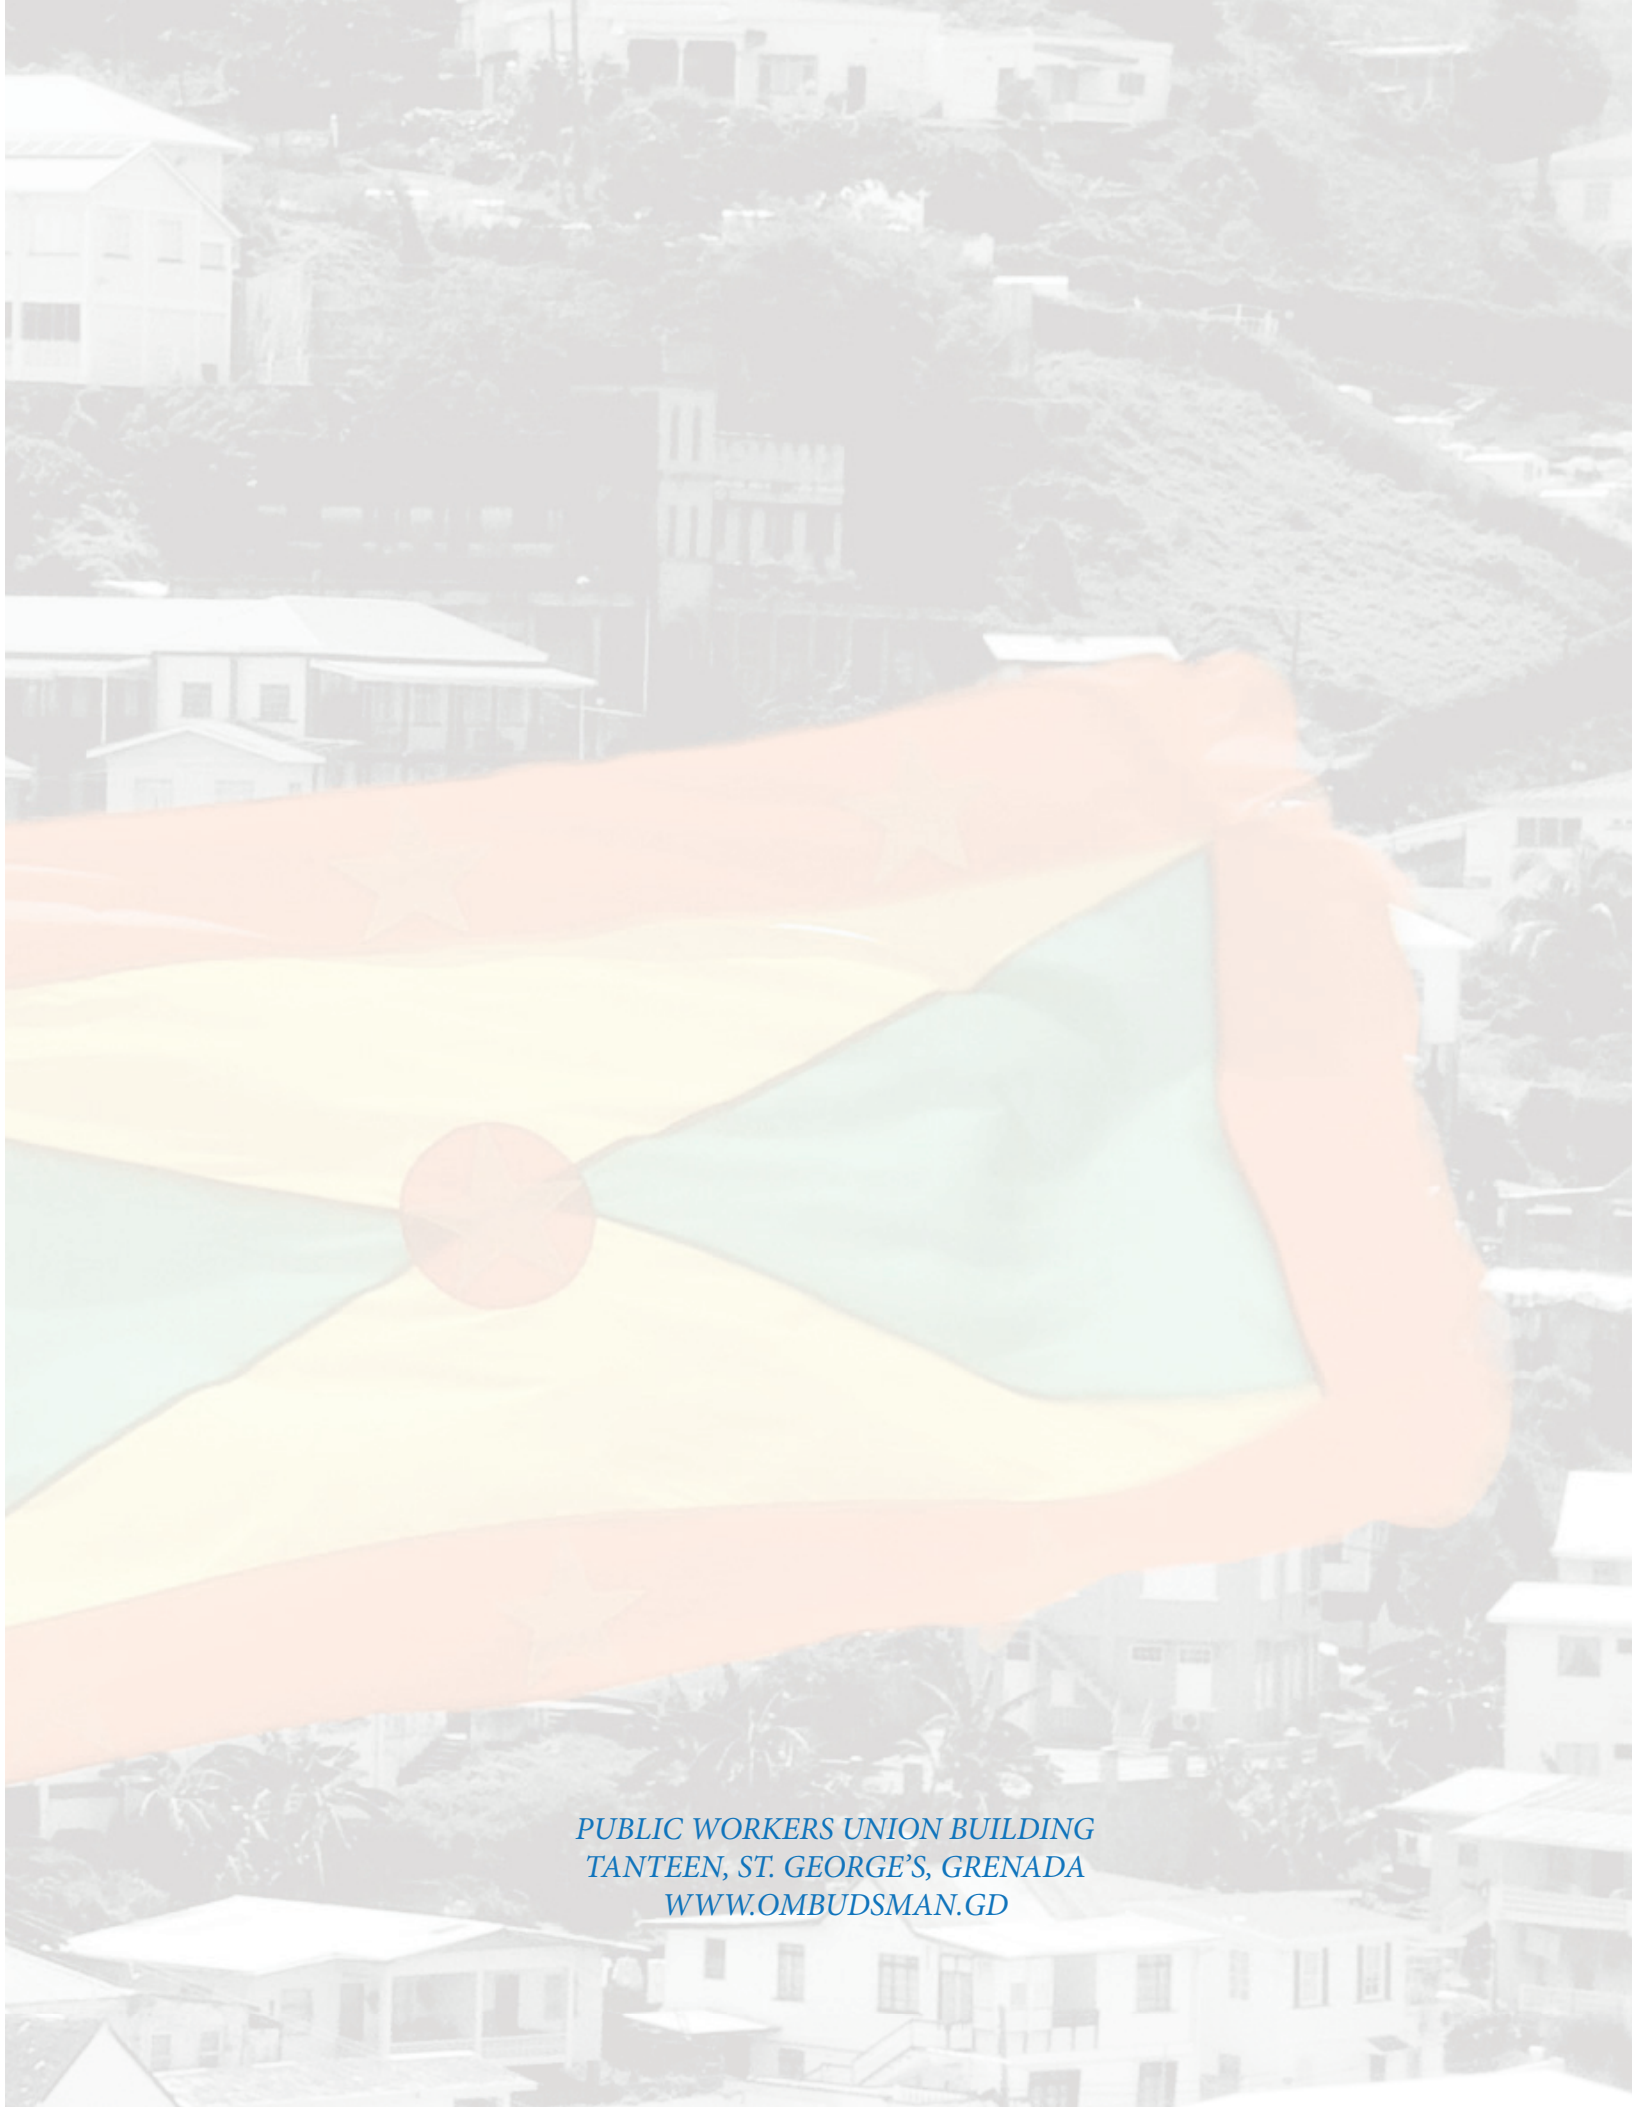 PUBLIC WORKERS UNION BUILDING
TANTEEN, ST. GEORGE’S, GRENADA
WWW.OMBUDSMAN.GD